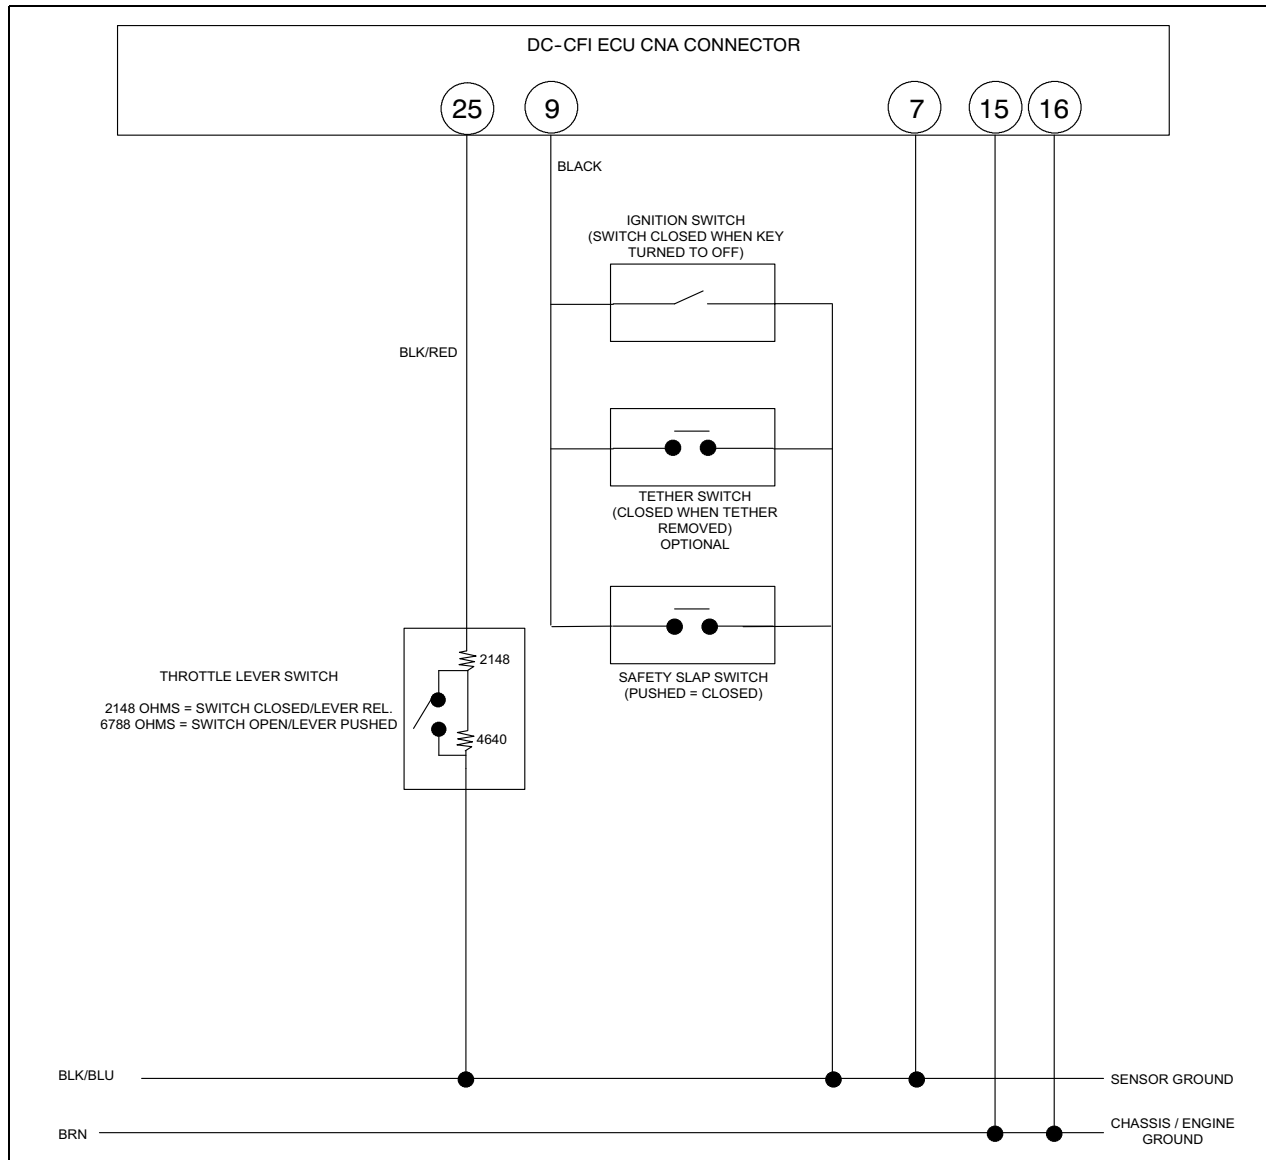 DC-CFI ECU CNA CONNECTOR
25
9
7
15
16
BLACK
IGNITION SWITCH
(SWITCH CLOSED WHEN KEY
TURNED TO OFF)
BLK/RED
TETHER SWITCH
(CLOSED WHEN TETHER
REMOVED)
OPTIONAL
SAFETY SLAP SWITCH
(PUSHED = CLOSED)
THROTTLE LEVER SWITCH
2148 OHMS = SWITCH CLOSED/LEVER REL.
6788 OHMS = SWITCH OPEN/LEVER PUSHED
2148
4640
BLK/BLU
SENSOR GROUND
BRN
CHASSIS / ENGINE
GROUND